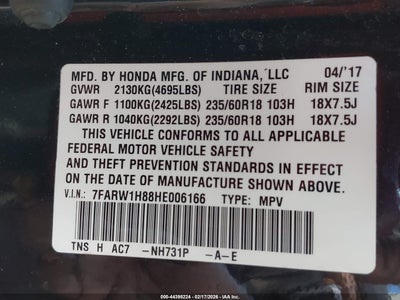 MFD. BY HONDA MFG. OF INDIANA, LLC 04/'17
GVWR 2130KG(4695LBS) TIRE SIZE RIM SIZE
GAWR F 1100KG(2425LBS) 235/60R18 103H 18X7.5J
GAWR R 1040KG(2292LBS) 235/60R18 103H 18X7.5J
THIS VEHICLE CONFORMS TO ALL APPLICABLE
FEDERAL MOTOR VEHICLE SAFETY
AND THEFT PREVENTION STANDARDS IN EFFECT
ON THE DATE OF MANUFACTURE SHOWN ABOVE.
V.I.N.: 7FARW1H88HE006166 TYPE: MPV
TNS H AC7 -NH731P -A-E
000-44398224 - 02/17/2026 - IAAI